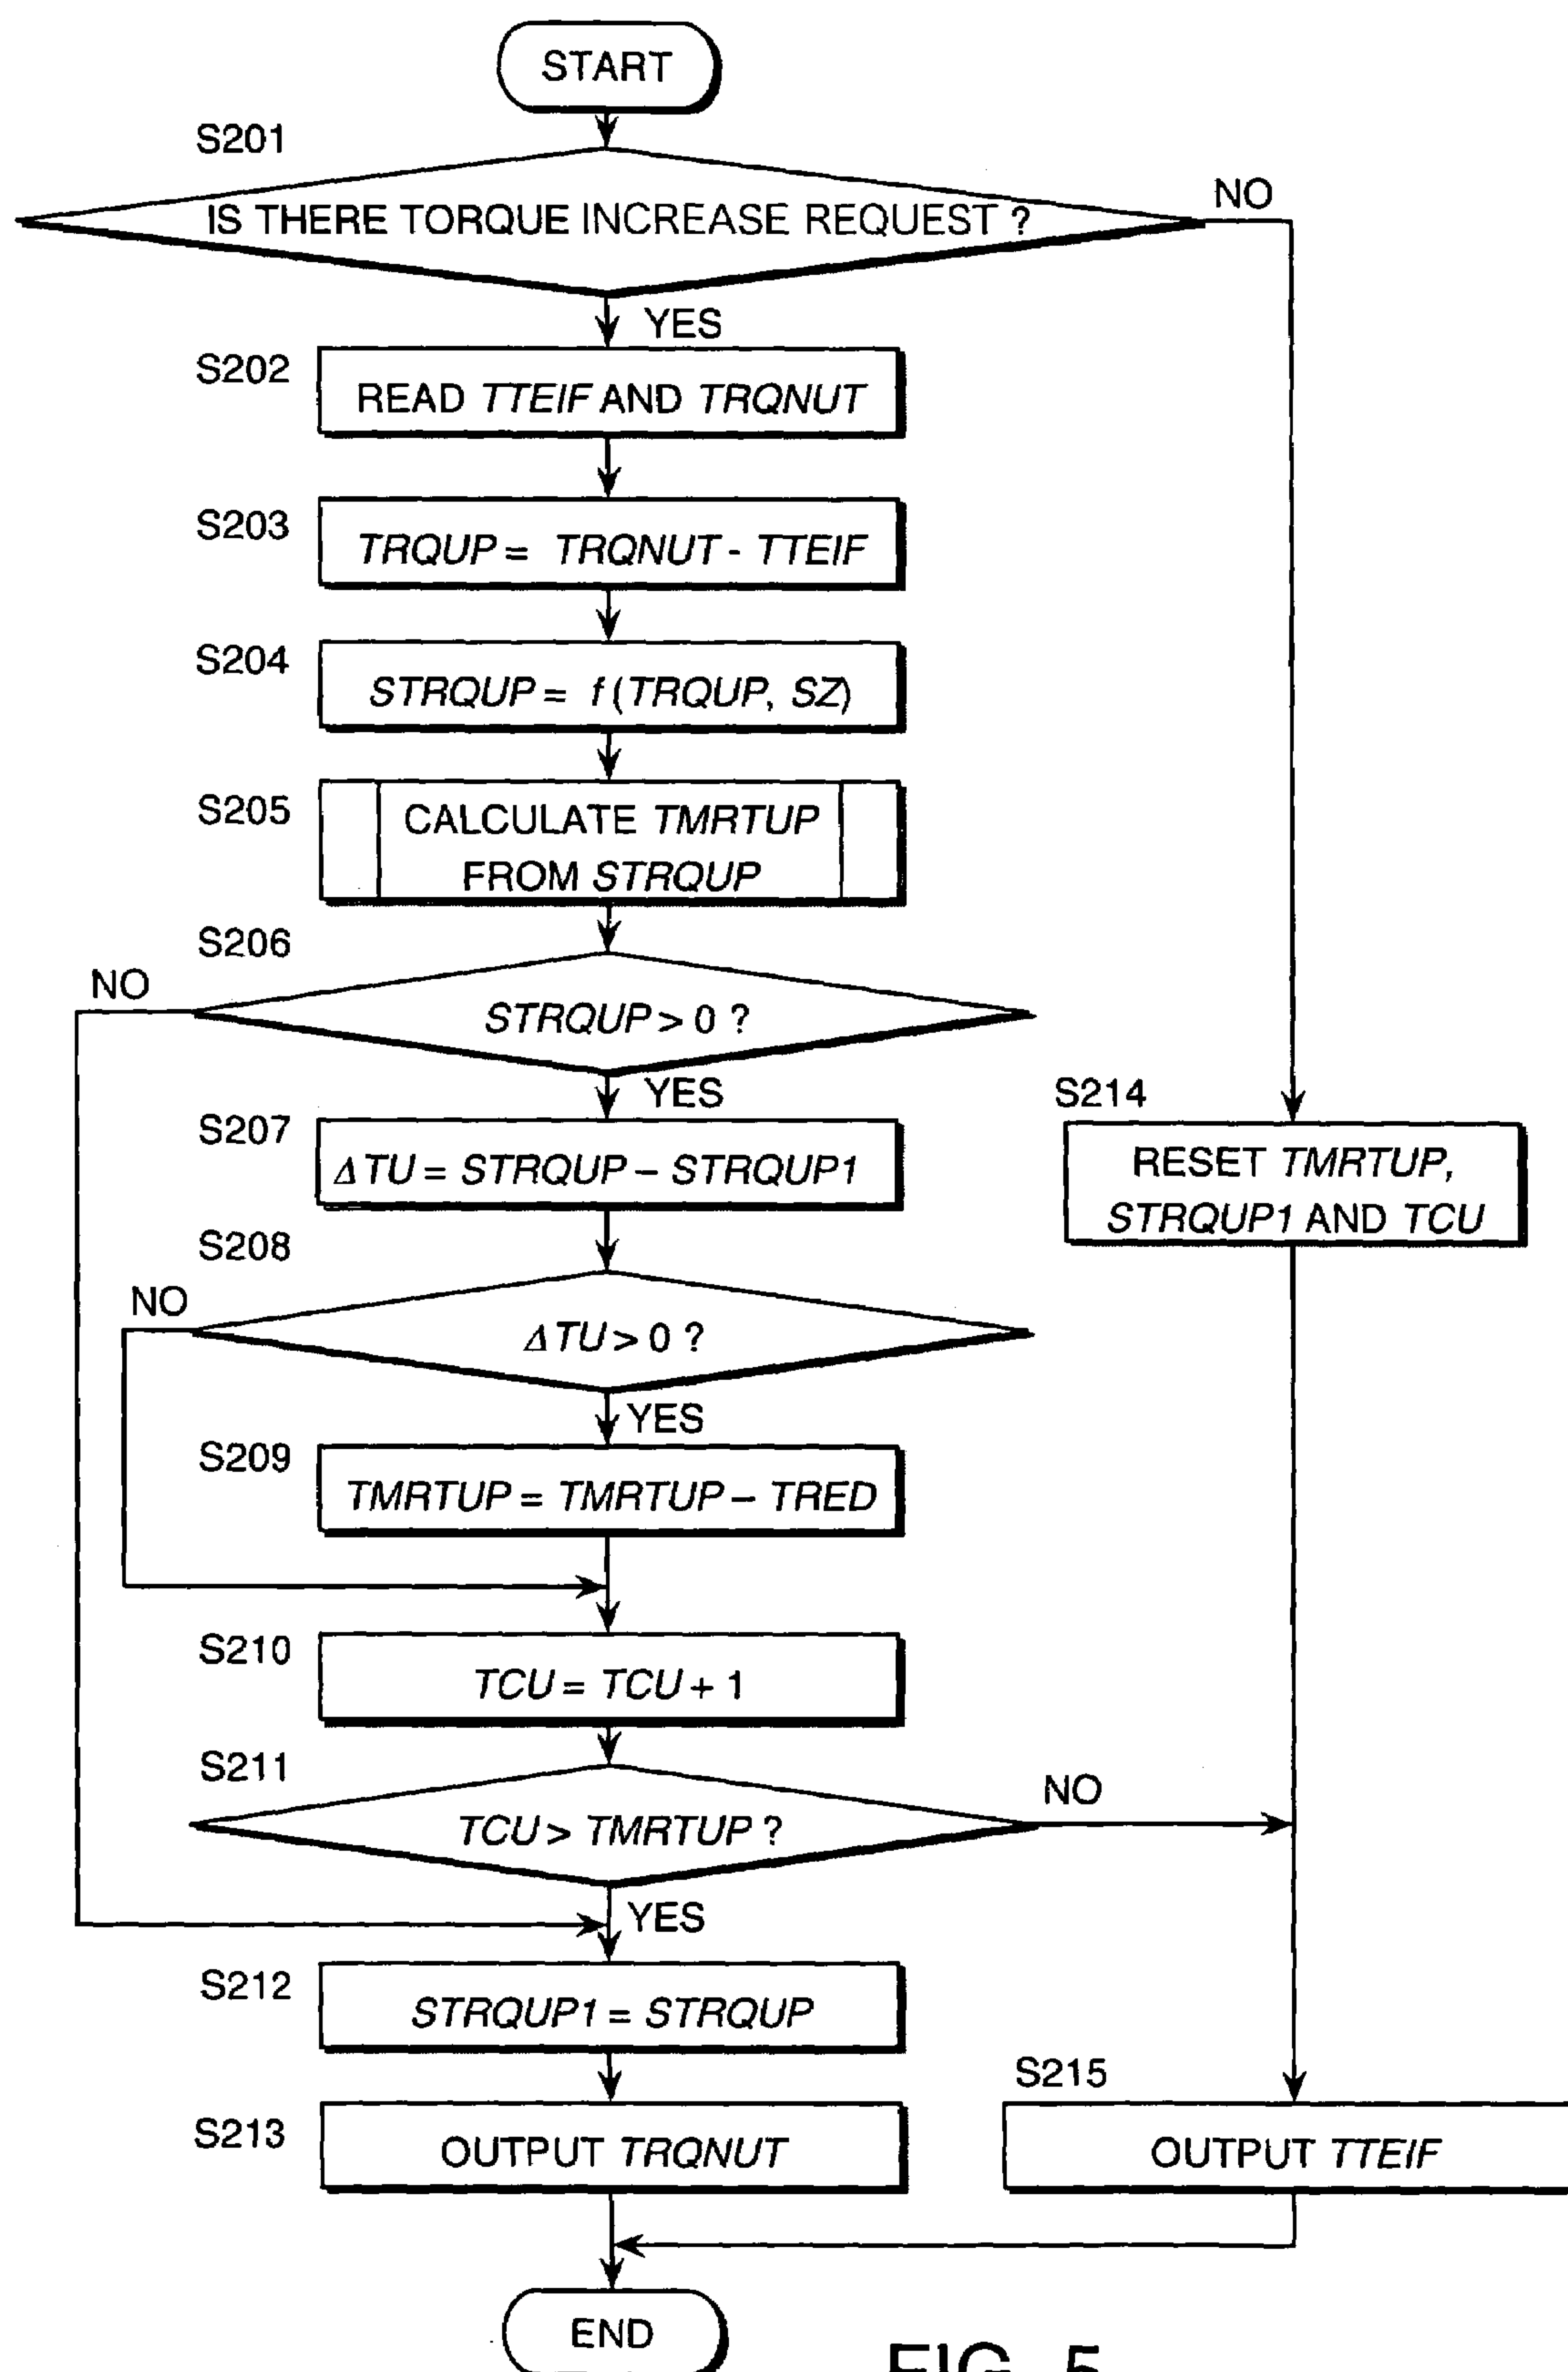 START
S201
IS THERE TORQUE INCREASE REQUEST ?
NO
YES
S202
READ TTEIF AND TRQNUT
S203
TRQUP = TRQNUT - TTEIF
S204
STRQUP = f (TRQUP, SZ)
S205
CALCULATE TMRTUP
FROM STRQUP
S206
NO
STRQUP > 0 ?
YES
S207
ΔTU = STRQUP – STRQUP1
S214
RESET TMRTUP,
STRQUP1 AND TCU
S208
NO
ΔTU > 0 ?
YES
S209
TMRTUP = TMRTUP – TRED
S210
TCU = TCU + 1
S211
TCU > TMRTUP ?
NO
YES
S212
STRQUP1 = STRQUP
S213
OUTPUT TRQNUT
S215
OUTPUT TTEIF
END
FIG. 5